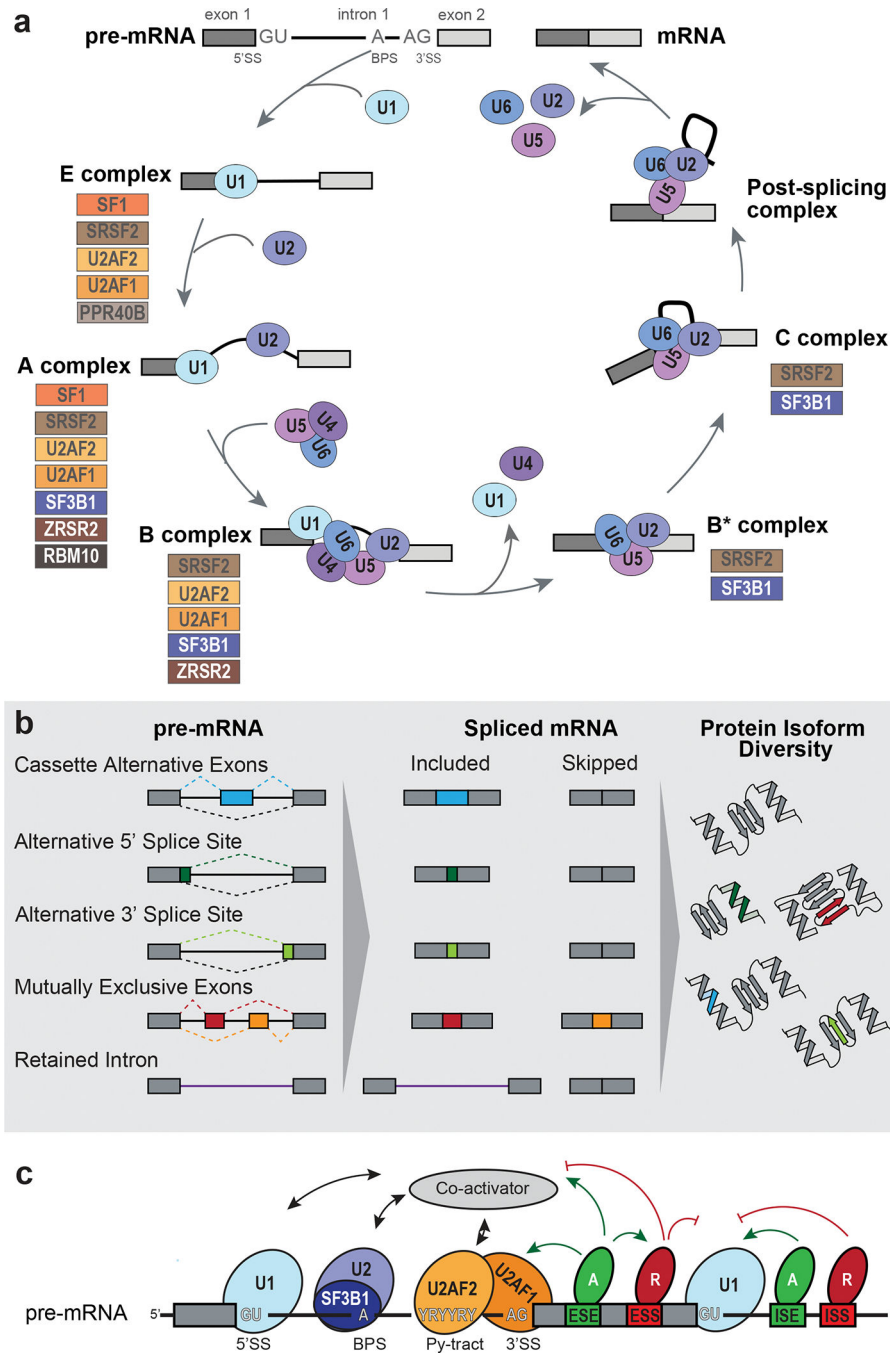 a
exon 1
intron 1
exon 2
pre-mRNA
GU
A
AG
5'SS
BPS
3'SS
mRNA
U1
U6
U2
U5
E complex
U1
SF1
SRSF2
U2AF2
U2AF1
PPR40B
U2
U6
U2
U5
Post-splicing
complex
A complex
U1
U2
SF1
SRSF2
U2AF2
U2AF1
SF3B1
ZRSR2
RBM10
U5
U4
U6
U6
U5
U2
C complex
SRSF2
SF3B1
U4
U1
B complex
U1
U6
U2
U4
U5
SRSF2
U2AF2
U2AF1
SF3B1
ZRSR2
U6
U2
U5
B* complex
SRSF2
SF3B1
b
pre-mRNA
Spliced mRNA
Protein Isoform
Diversity
Included
Skipped
Cassette Alternative Exons
Alternative 5’ Splice Site
Alternative 3’ Splice Site
Mutually Exclusive Exons
Retained Intron
c
Co-activator
pre-mRNA
5'
U1
GU
5'SS
U2
SF3B1
A
BPS
U2AF2
YRYYRY
Py-tract
U2AF1
AG
3'SS
A
ESE
R
ESS
U1
GU
A
ISE
R
ISS